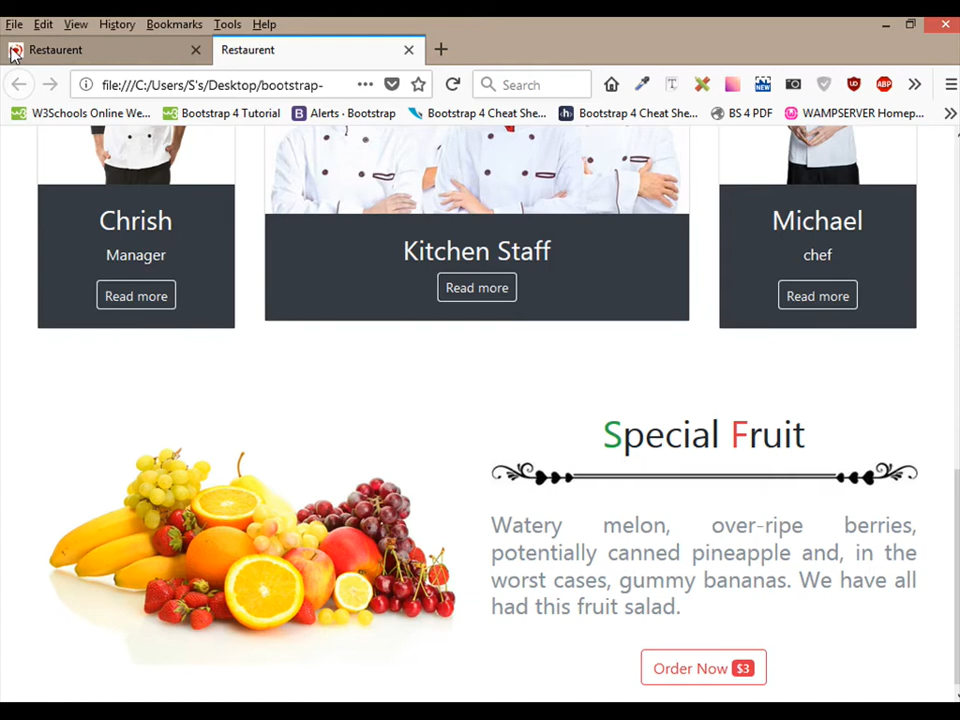 File Edit View History Bookmarks Tools Help
Restaurent
Restaurent
file:///C:/Users/S's/Desktop/bootstrap-
Search
T
NEW
ABP
W3Schools Online We...
Bootstrap 4 Tutorial
B Alerts · Bootstrap
Bootstrap 4 Cheat She...
h Bootstrap 4 Cheat She...
BS 4 PDF
WAMPSERVER Homep...
Chrish
Manager
Read more
Kitchen Staff
Read more
Michael
chef
Read more
Special Fruit
Watery melon, over-ripe berries,
potentially canned pineapple and, in the
worst cases, gummy bananas. We have all
had this fruit salad.
Order Now $3